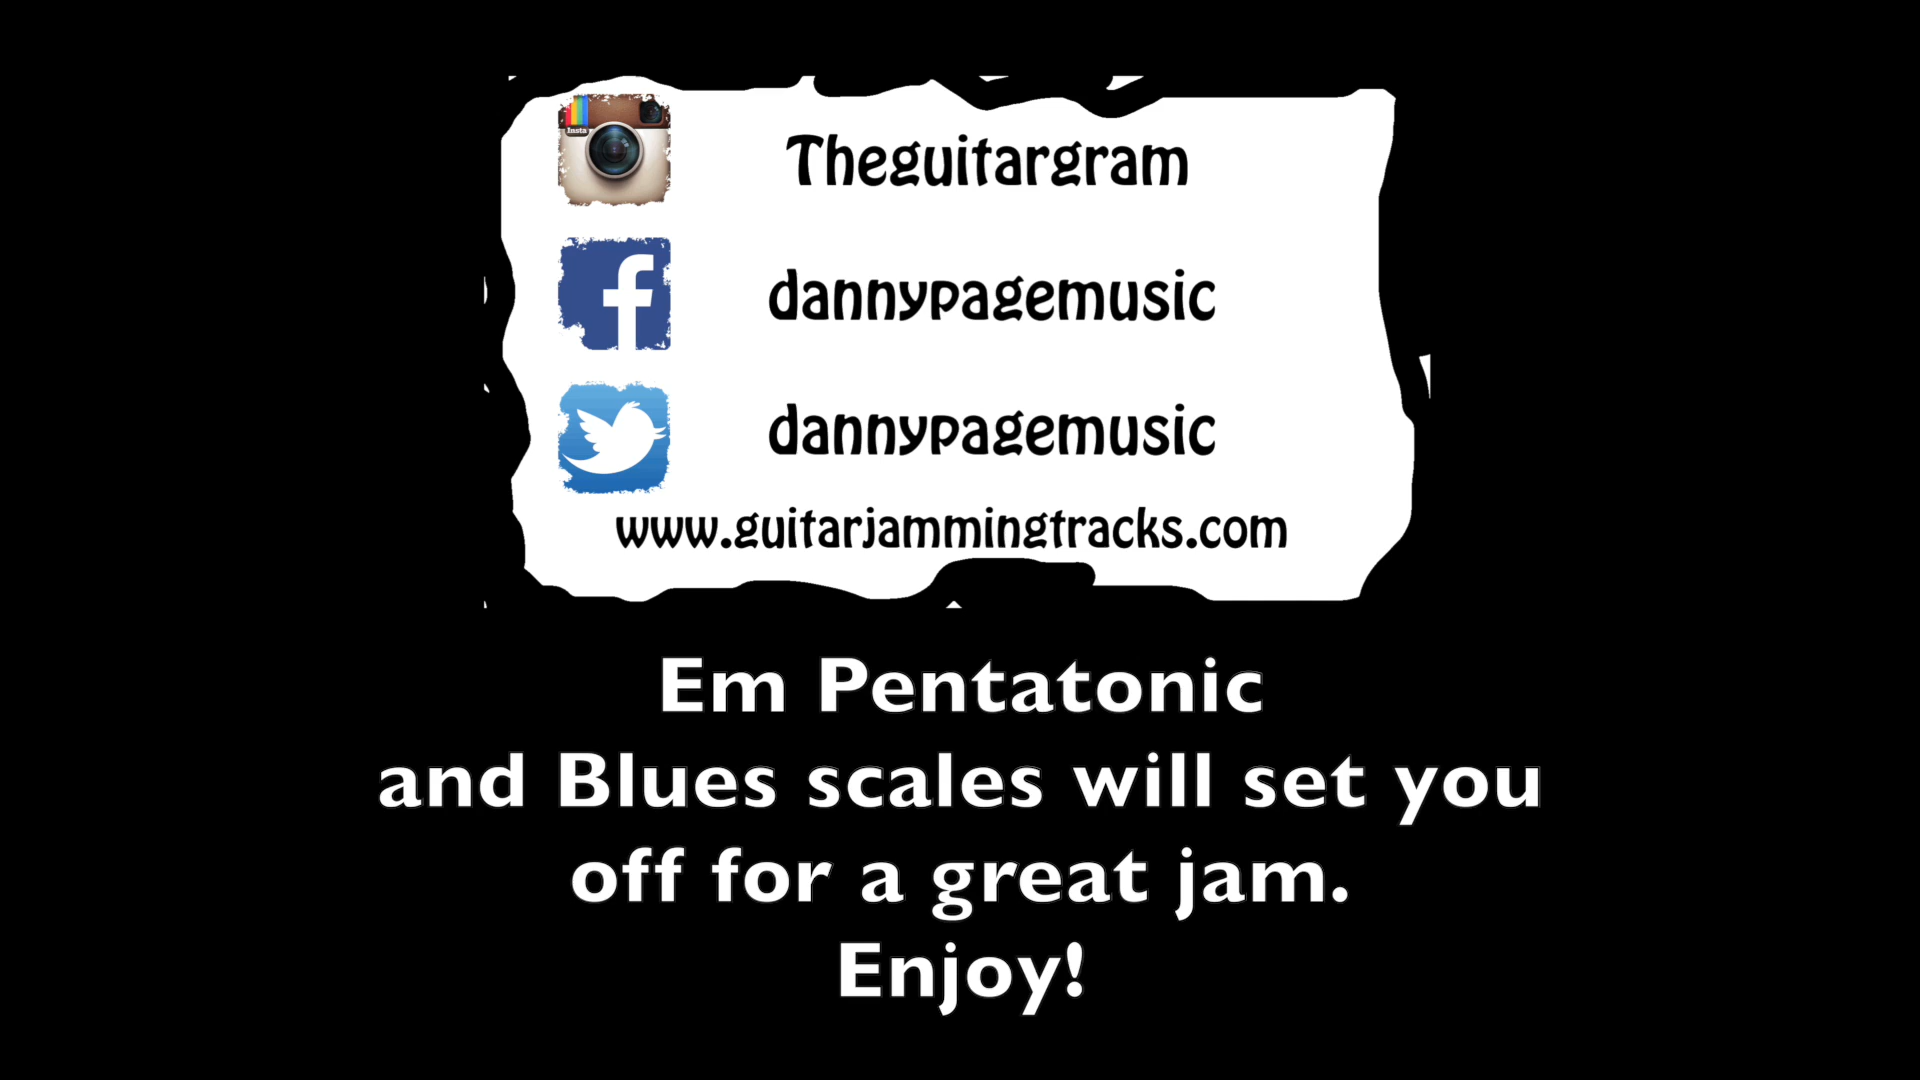 Insta
Theguitargram
dannypagemusic
dannypagemusic
www.guitarjammingtracks.com
Em Pentatonic
and Blues scales will set you
off for a great jam.
Enjoy!